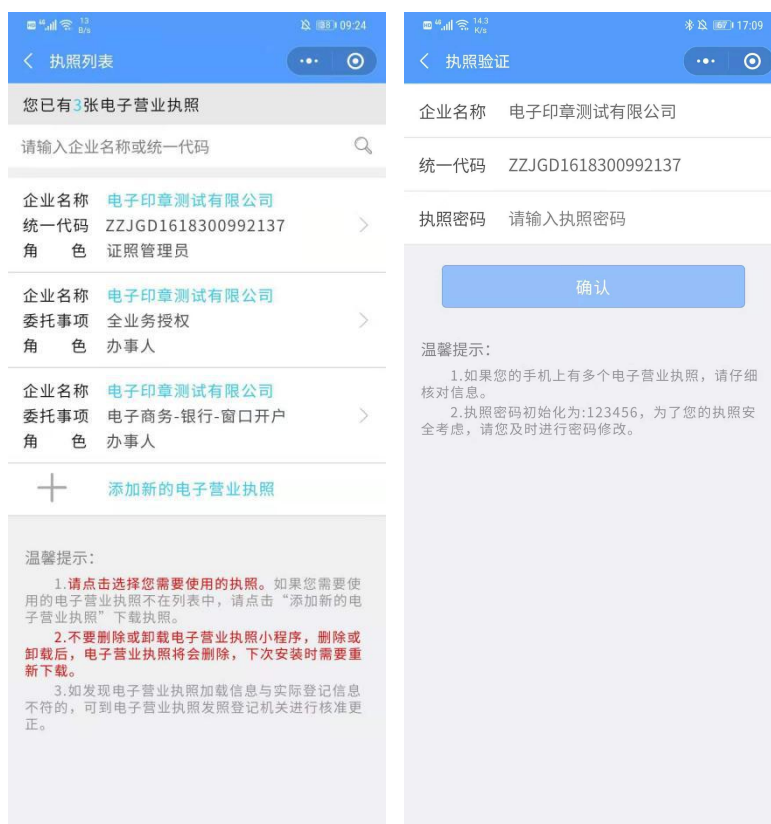 HD 46 13 B/s 88 09:24
执照列表
您已有3张电子营业执照
请输入企业名称或统一代码
企业名称 电子印章测试有限公司
统一代码 ZZJGD1618300992137
角 色 证照管理员
企业名称 电子印章测试有限公司
委托事项 全业务授权
角 色 办事人
企业名称 电子印章测试有限公司
委托事项 电子商务-银行-窗口开户
角 色 办事人
添加新的电子营业执照
温馨提示：
1.请点击选择您需要使用的执照。如果您需要使
用的电子营业执照不在列表中，请点击“添加新的电
子营业执照”下载执照。
2.不要删除或卸载电子营业执照小程序，删除或
卸载后，电子营业执照将会删除，下次安装时需要重
新下载。
3.如发现电子营业执照加载信息与实际登记信息
不符的，可到电子营业执照发照登记机关进行核准更
正。
HD 46 14.3 K/s 67 17:09
执照验证
企业名称 电子印章测试有限公司
统一代码 ZZJGD1618300992137
执照密码 请输入执照密码
确认
温馨提示：
1.如果您的手机上有多个电子营业执照，请仔细
核对信息。
2.执照密码初始化为:123456，为了您的执照安
全考虑，请您及时进行密码修改。